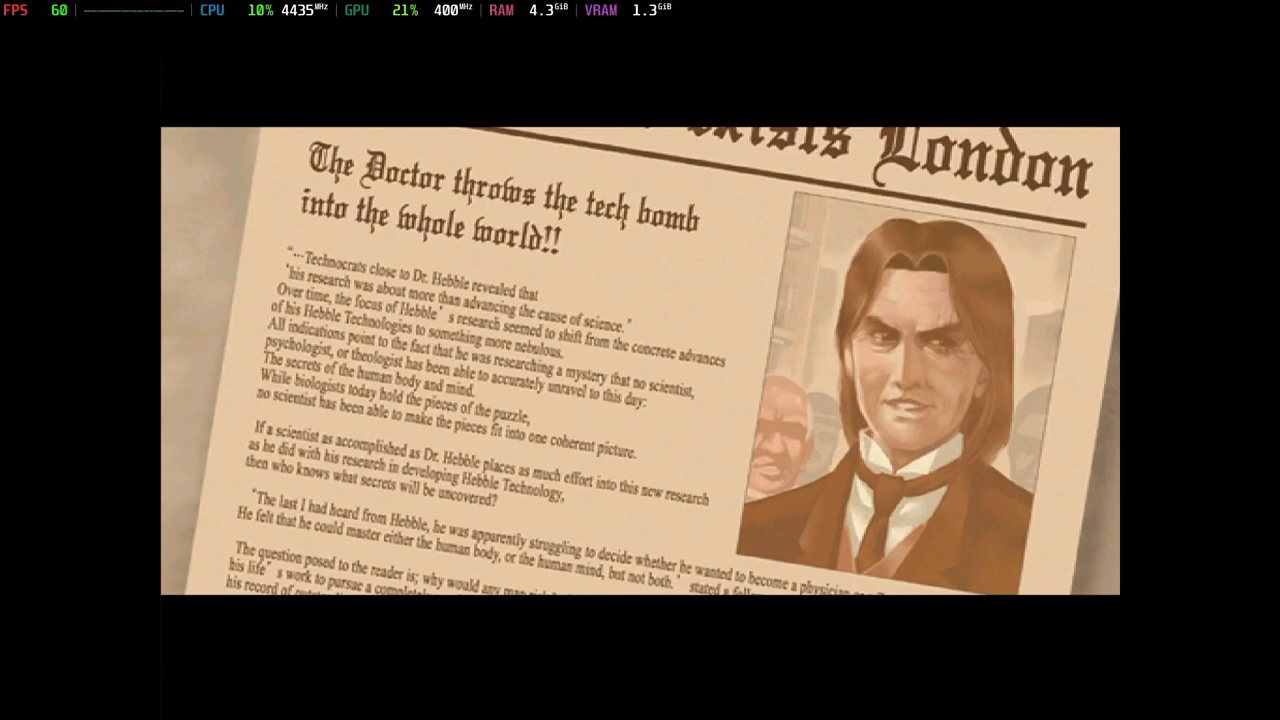 FPS 60 CPU 10% 4435MHz GPU 21% 400MHz RAM 4.3GiB VRAM 1.3GiB
exists London
The Doctor throws the tech bomb
into the whole world!!
“…Technocrats close to Dr. Hebble revealed that
‘his research was about more than advancing the cause of science.”
Over time, the focus of Hebble’s research seemed to shift from the concrete advances
of his Hebble Technologies to something more nebulous.
All indications point to the fact that he was researching a mystery that no scientist,
psychologist, or theologist has been able to accurately unravel to this day:
The secrets of the human body and mind.
While biologists today hold the pieces of the puzzle,
no scientist has been able to make the pieces fit into one coherent picture.
If a scientist as accomplished as Dr. Hebble places as much effort into this new research
as he did with his research in developing Hebble Technology,
then who knows what secrets will be uncovered?
“The last I had heard from Hebble, he was apparently struggling to decide whether he wanted to become a physician
He felt that he could master either the human body, or the human mind, but not both.” stated a
The question posed to the reader is; why would any man
his life’s work to pursue a
his record of